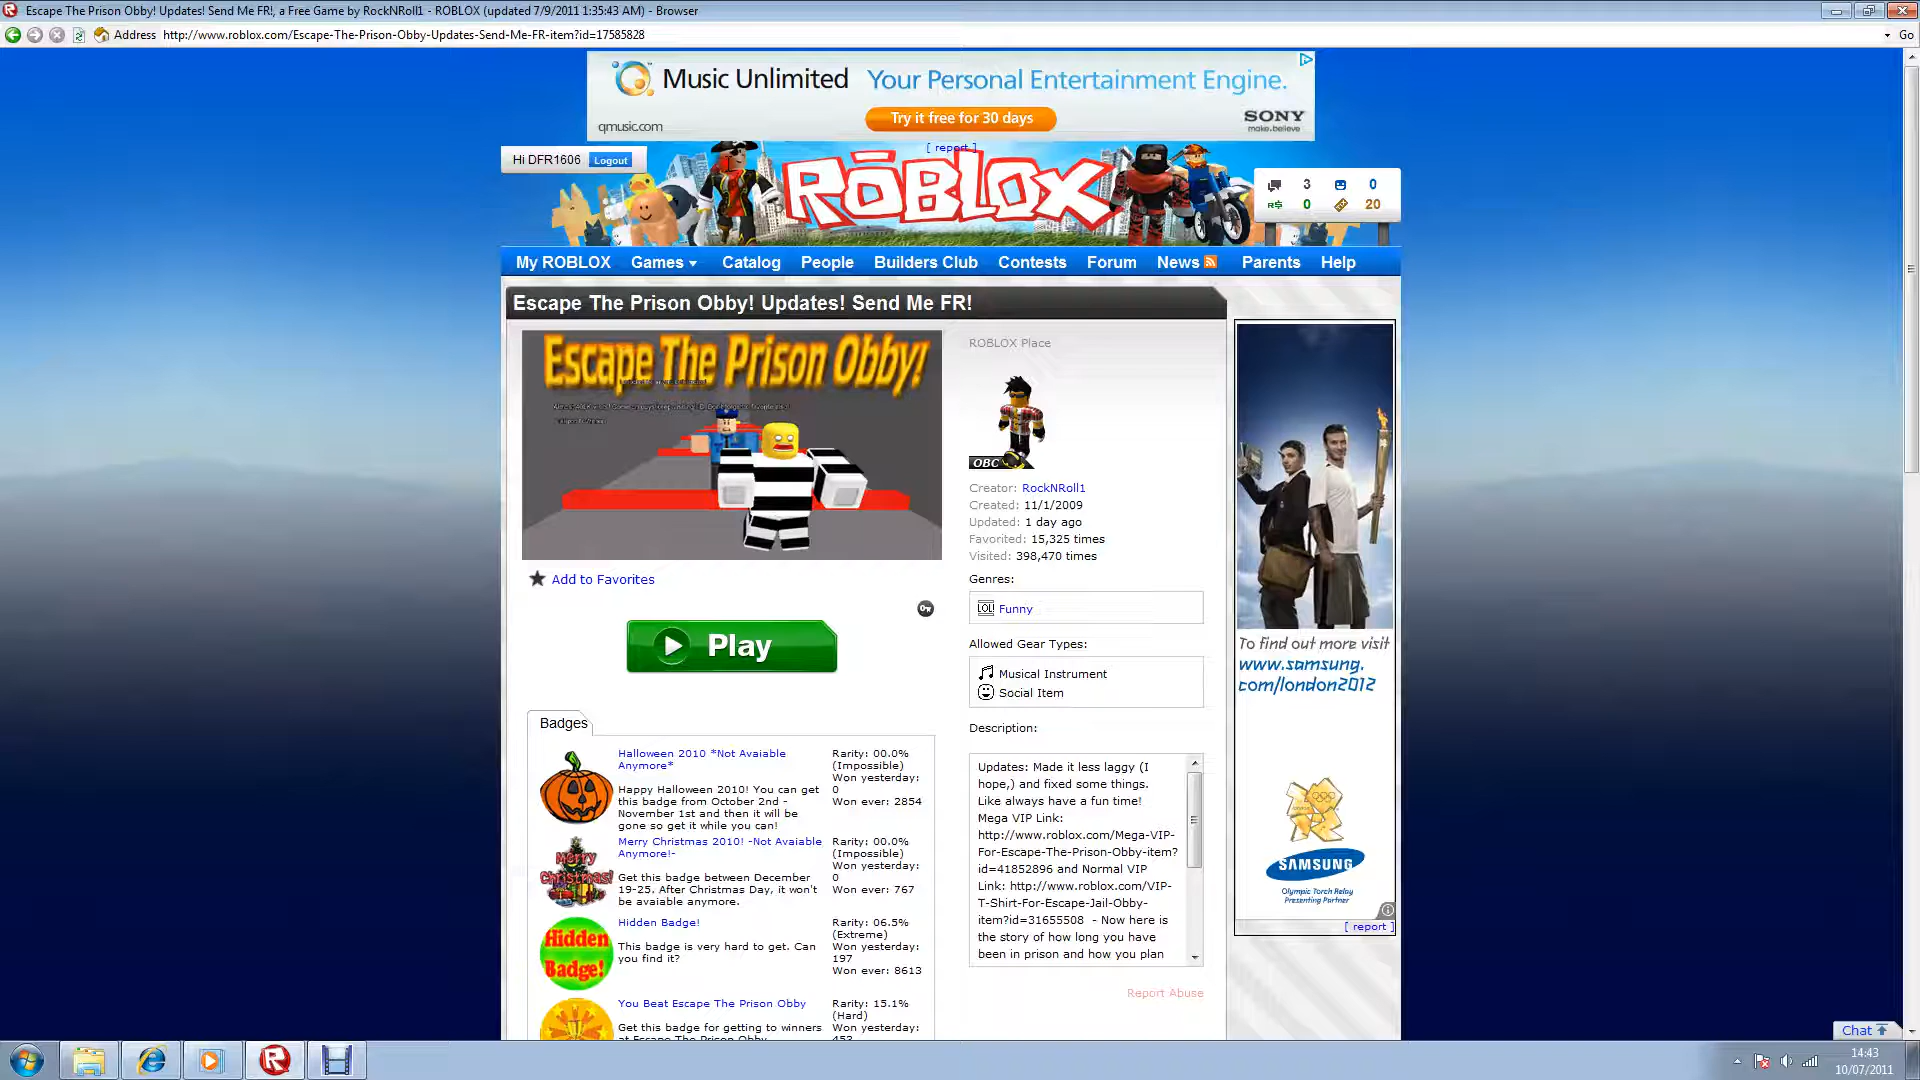 Escape The Prison Obby! Updates! Send Me FR!, a Free Game by RockNRoll1 - ROBLOX (updated 7/9/2011 1:35:43 AM) - Browser
Address http://www.roblox.com/Escape-The-Prison-Obby-Updates-Send-Me-FR-item?id=17585828
Go
Music Unlimited Your Personal Entertainment Engine.
Try it free for 30 days
qmusic.com
SONY
make.believe
[ report ]
Hi DFR1606 Logout
ROBLOX
3 0
R$ 0 20
My ROBLOX Games Catalog People Builders Club Contests Forum News Parents Help
Escape The Prison Obby! Updates! Send Me FR!
Escape The Prison Obby!
Add to Favorites
Play
ROBLOX Place
OBC
Creator: RockNRoll1
Created: 11/1/2009
Updated: 1 day ago
Favorited: 15,325 times
Visited: 398,470 times
Genres:
LOL Funny
Allowed Gear Types:
Musical Instrument
Social Item
Description:
Updates: Made it less laggy (I
hope,) and fixed some things.
Like always have a fun time!
Mega VIP Link:
http://www.roblox.com/Mega-VIP-
For-Escape-The-Prison-Obby-item?
id=41852896 and Normal VIP
Link: http://www.roblox.com/VIP-
T-Shirt-For-Escape-Jail-Obby-
item?id=31655508 - Now here is
the story of how long you have
been in prison and how you plan
Report Abuse
Badges
Halloween 2010 *Not Avaiable
Anymore*
Happy Halloween 2010! You can get
this badge from October 2nd -
November 1st and then it will be
gone so get it while you can!
Rarity: 00.0%
(Impossible)
Won yesterday:
0
Won ever: 2854
Merry Christmas!
Merry Christmas 2010! -Not Avaiable
Anymore!-
Get this badge between December
19-25. After Christmas Day, it won't
be avaiable anymore.
Rarity: 00.0%
(Impossible)
Won yesterday:
0
Won ever: 767
Hidden
Badge!
Hidden Badge!
This badge is very hard to get. Can
you find it?
Rarity: 06.5%
(Extreme)
Won yesterday:
197
Won ever: 8613
You Beat Escape The Prison Obby
Get this badge for getting to winners
at Escape The Prison Obby
Rarity: 15.1%
(Hard)
Won yesterday:
453
To find out more visit
www.samsung.
com/london2012
SAMSUNG
Olympic Torch Relay
Presenting Partner
[ report ]
Chat
14:43
10/07/2011